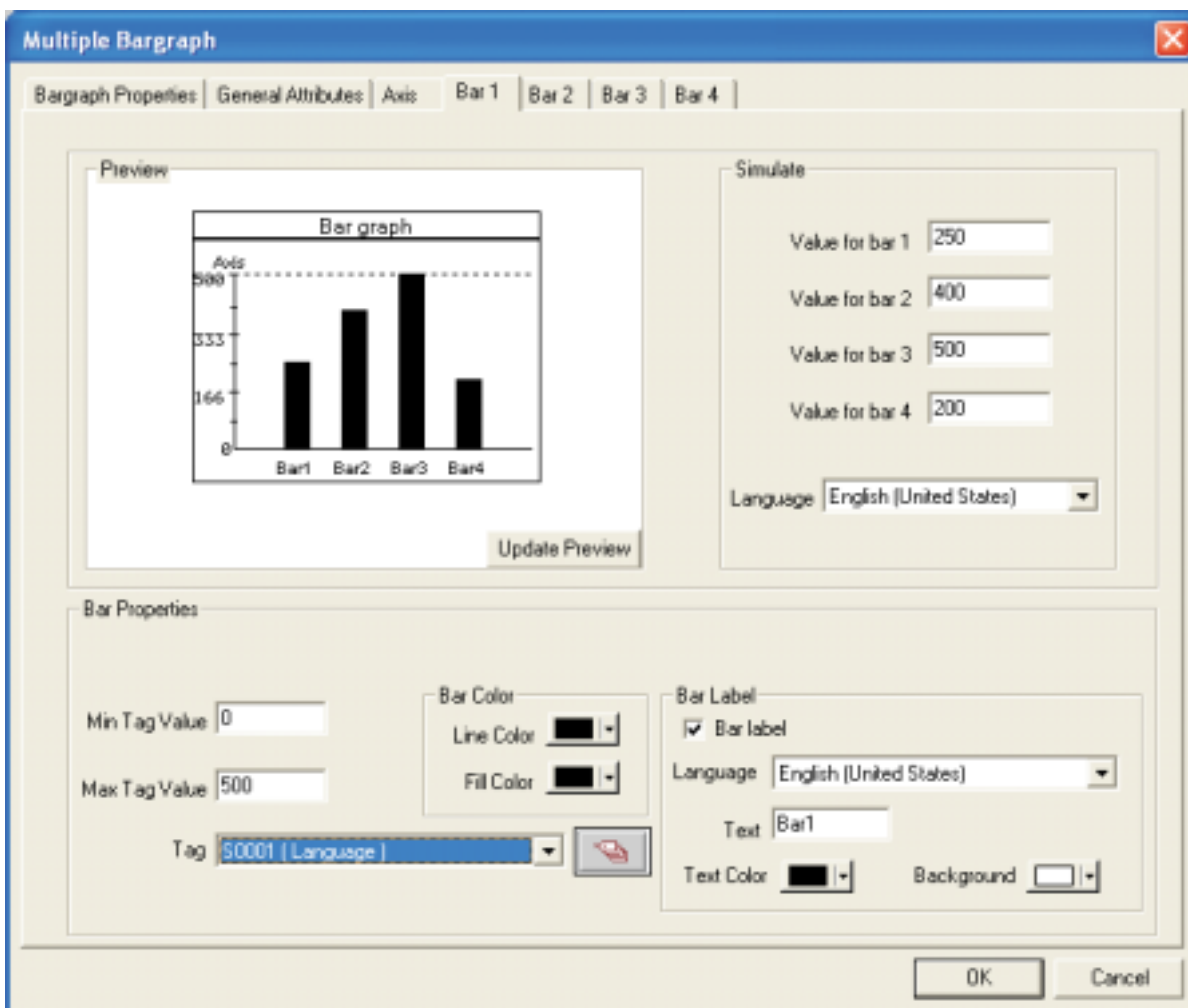 Multiple Bargraph
Bargraph Properties General Attributes Axis Bar 1 Bar 2 Bar 3 Bar 4
Preview
Bar graph
Axis
500
333
166
0
Bar1 Bar2 Bar3 Bar4
Update Preview
Simulate
Value for bar 1 250
Value for bar 2 400
Value for bar 3 500
Value for bar 4 200
Language English (United States)
Bar Properties
Min Tag Value 0
Max Tag Value 500
Tag S0001 ( Language )
Bar Color
Line Color
Fill Color
Bar Label
Bar label
Language English (United States)
Text Bar1
Text Color Background
OK Cancel